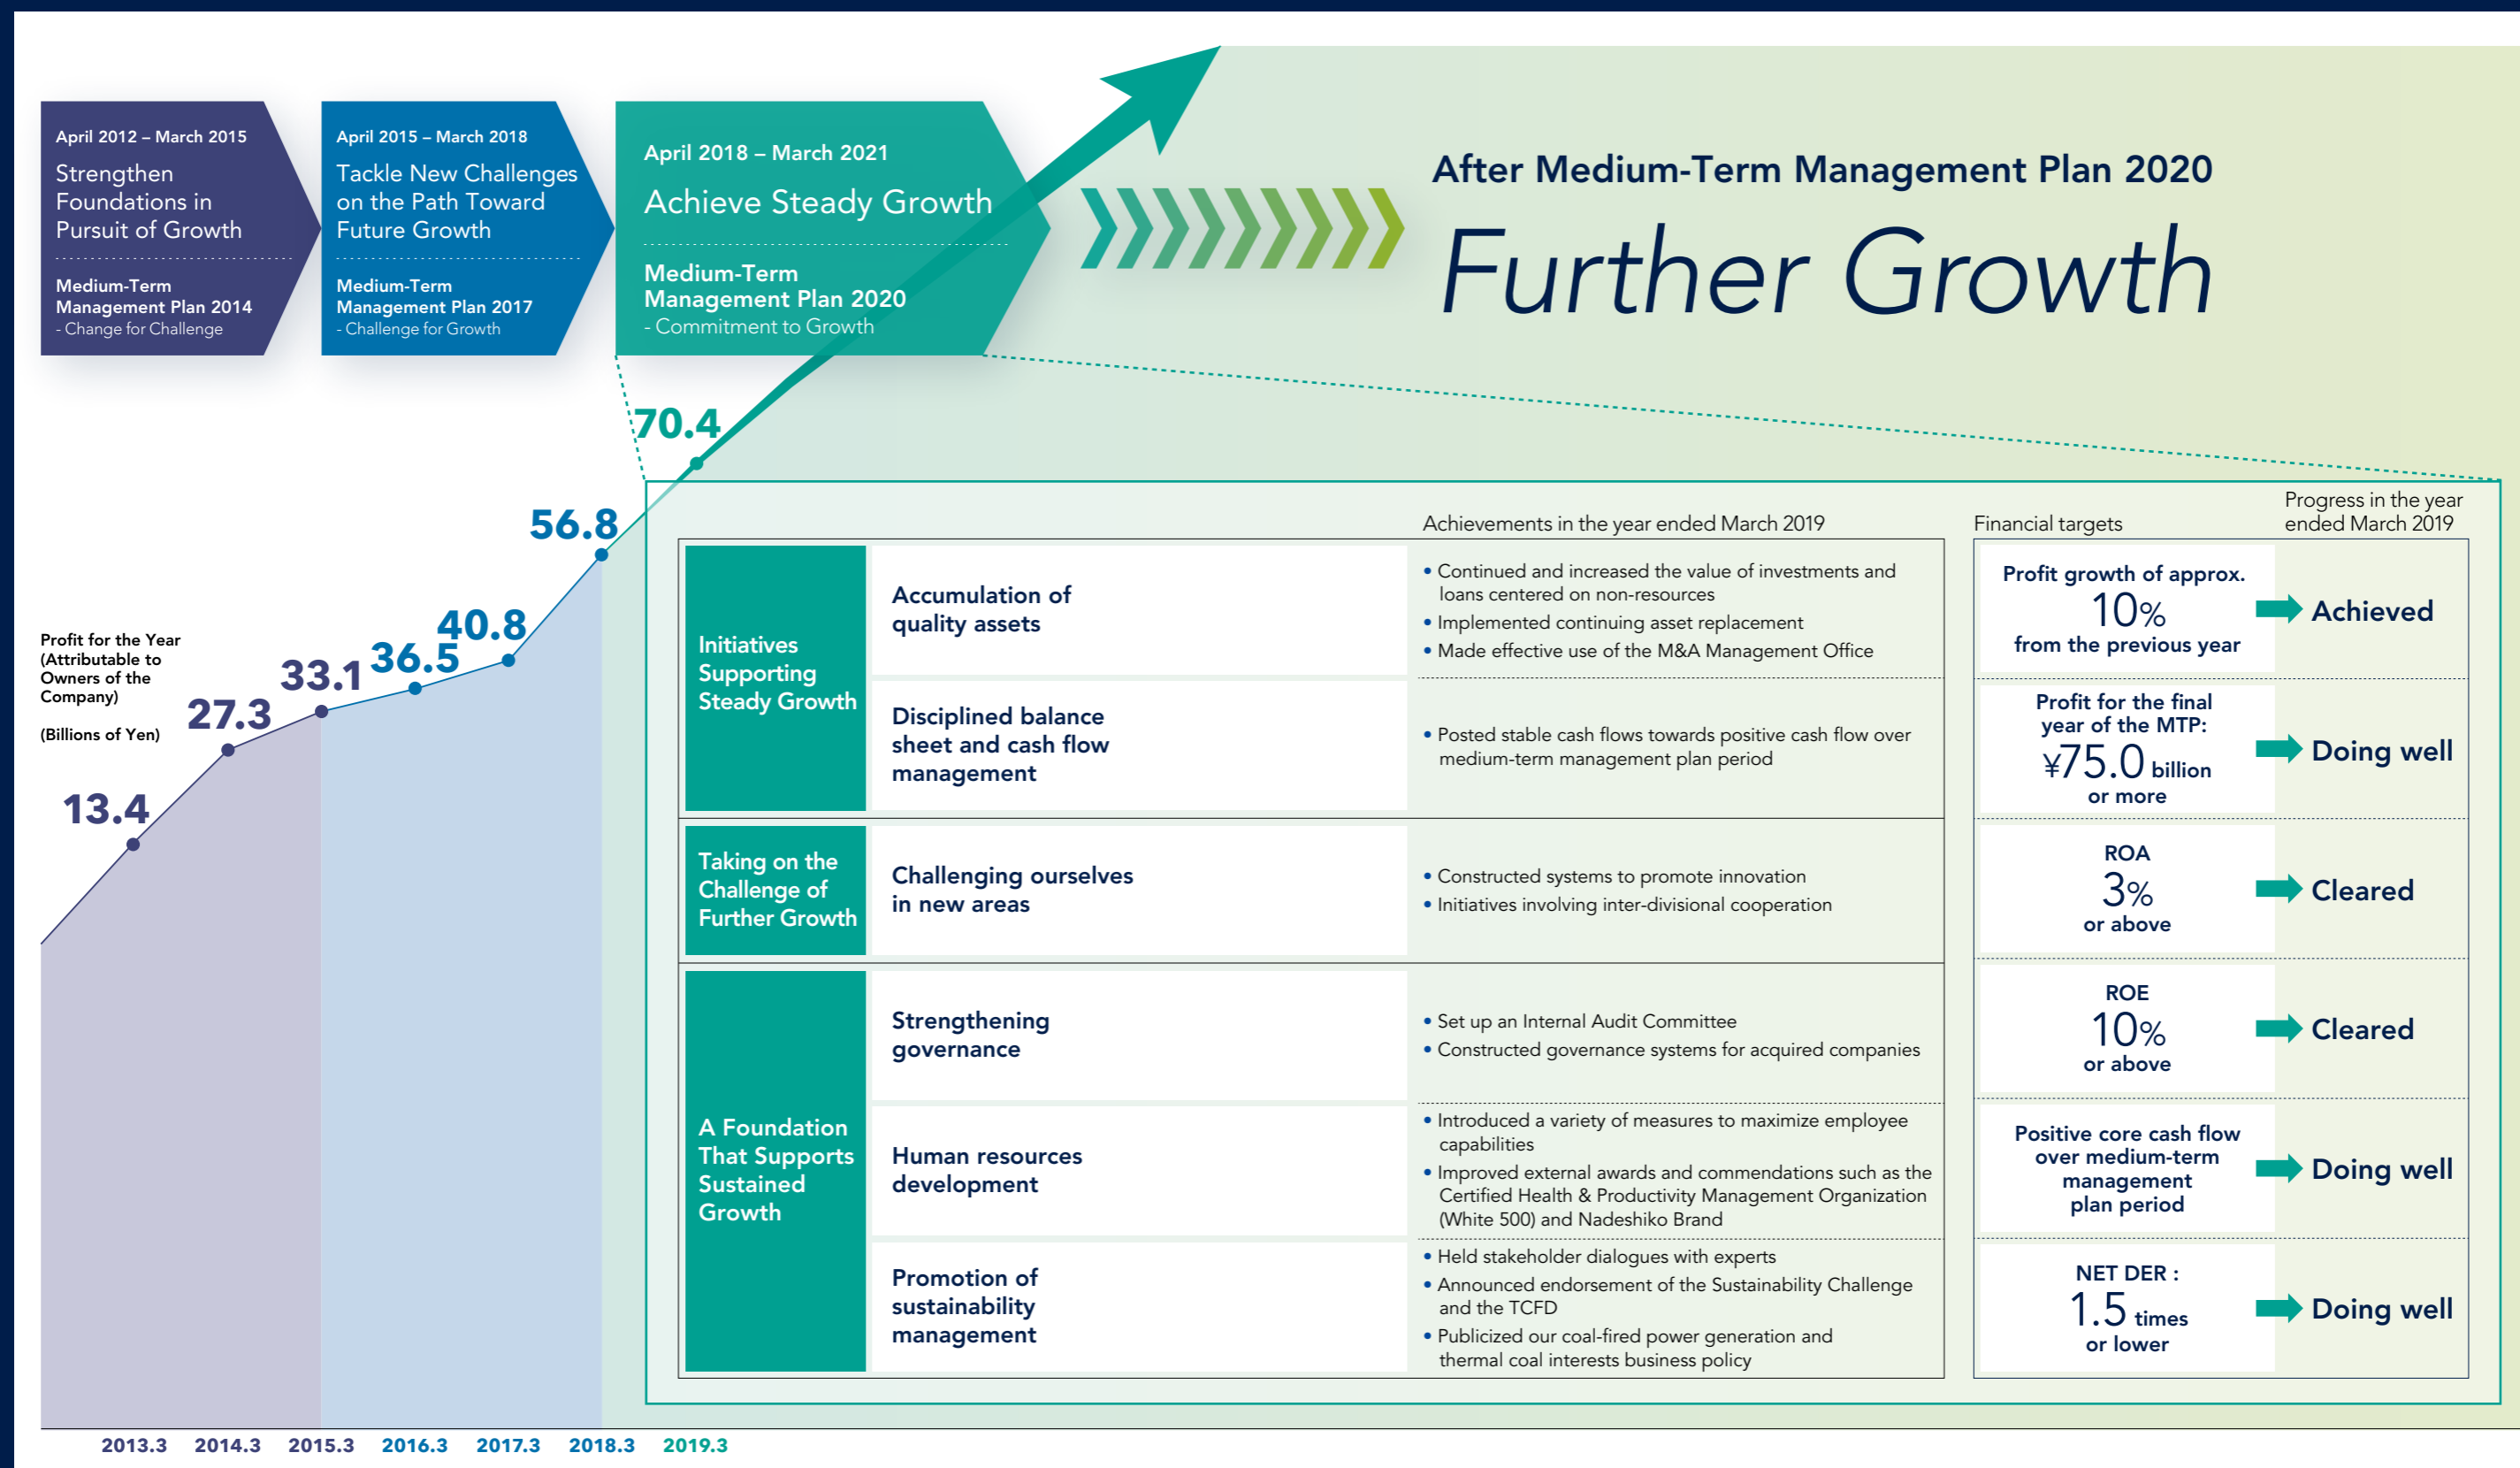 April 2012 – March 2015
Strengthen
Foundations in
Pursuit of Growth
Medium-Term
Management Plan 2014
- Change for Challenge
April 2015 – March 2018
Tackle New Challenges
on the Path Toward
Future Growth
Medium-Term
Management Plan 2017
- Challenge for Growth
April 2018 – March 2021
Achieve Steady Growth
Medium-Term
Management Plan 2020
- Commitment to Growth
After Medium-Term Management Plan 2020
Further Growth
Profit for the Year
(Attributable to
Owners of the
Company)
(Billions of Yen)
13.4
27.3
33.1
36.5
40.8
56.8
70.4
2013.3
2014.3
2015.3
2016.3
2017.3
2018.3
2019.3
Achievements in the year ended March 2019
Initiatives
Supporting
Steady Growth
Accumulation of
quality assets
• Continued and increased the value of investments and
loans centered on non-resources
• Implemented continuing asset replacement
• Made effective use of the M&A Management Office
Disciplined balance
sheet and cash flow
management
• Posted stable cash flows towards positive cash flow over
medium-term management plan period
Taking on the
Challenge of
Further Growth
Challenging ourselves
in new areas
• Constructed systems to promote innovation
• Initiatives involving inter-divisional cooperation
A Foundation
That Supports
Sustained
Growth
Strengthening
governance
• Set up an Internal Audit Committee
• Constructed governance systems for acquired companies
Human resources
development
• Introduced a variety of measures to maximize employee
capabilities
• Improved external awards and commendations such as the
Certified Health & Productivity Management Organization
(White 500) and Nadeshiko Brand
Promotion of
sustainability
management
• Held stakeholder dialogues with experts
• Announced endorsement of the Sustainability Challenge
and the TCFD
• Publicized our coal-fired power generation and
thermal coal interests business policy
Financial targets
Progress in the year
ended March 2019
Profit growth of approx.
10%
from the previous year
Achieved
Profit for the final
year of the MTP:
¥75.0 billion
or more
Doing well
ROA
3%
or above
Cleared
ROE
10%
or above
Cleared
Positive core cash flow
over medium-term
management
plan period
Doing well
NET DER :
1.5 times
or lower
Doing well